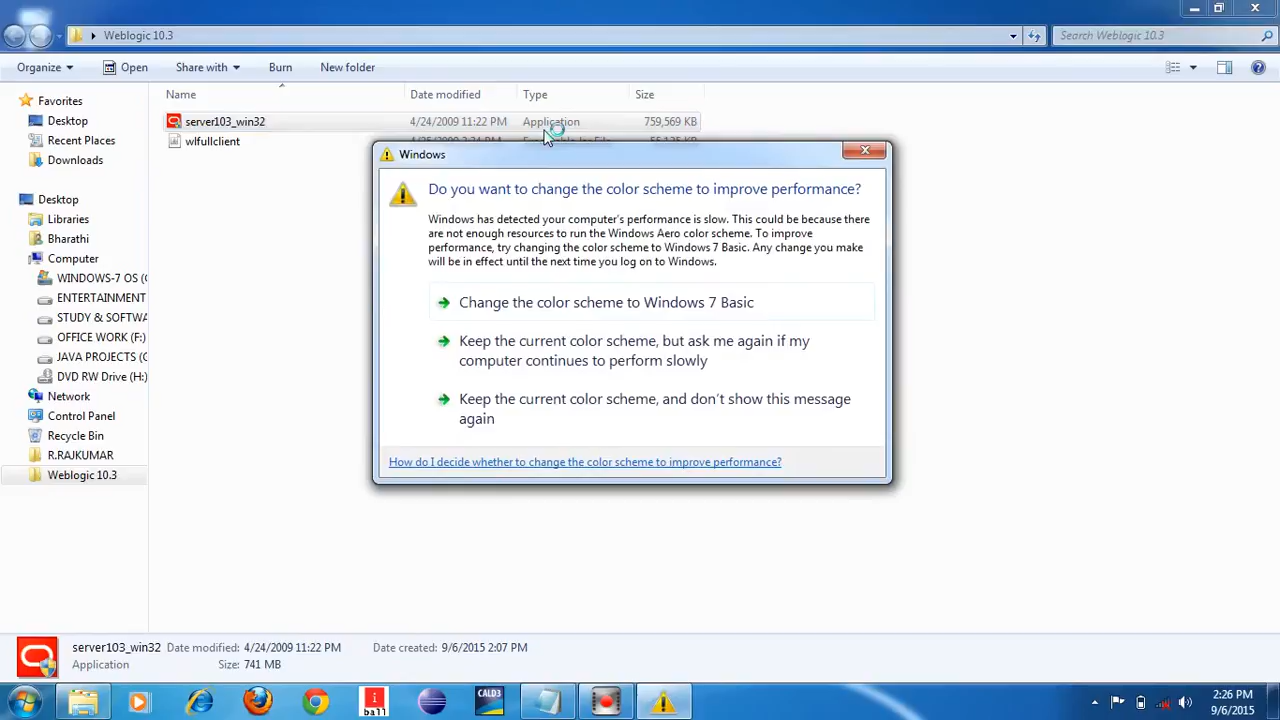 Weblogic 10.3
Search Weblogic 10.3
Organize Open Share with Burn New folder
Name Date modified Type Size
Favorites
Desktop
Recent Places
Downloads
Desktop
Libraries
Bharathi
Computer
WINDOWS-7 OS (C
ENTERTAINMENT
STUDY & SOFTWA
OFFICE WORK (F:)
JAVA PROJECTS (
DVD RW Drive (H:)
Network
Control Panel
Recycle Bin
R.RAJKUMAR
Weblogic 10.3
server103_win32 4/24/2009 11:22 PM Application 759,569 KB
wlfullclient
Windows
Do you want to change the color scheme to improve performance?
Windows has detected your computer's performance is slow. This could be because there
are not enough resources to run the Windows Aero color scheme. To improve
performance, try changing the color scheme to Windows 7 Basic. Any change you make
will be in effect until the next time you log on to Windows.
Change the color scheme to Windows 7 Basic
Keep the current color scheme, but ask me again if my
computer continues to perform slowly
Keep the current color scheme, and don't show this message
again
How do I decide whether to change the color scheme to improve performance?
server103_win32 Date modified: 4/24/2009 11:22 PM Date created: 9/6/2015 2:07 PM
Application Size: 741 MB
i
ball
CALD3
2:26 PM
9/6/2015